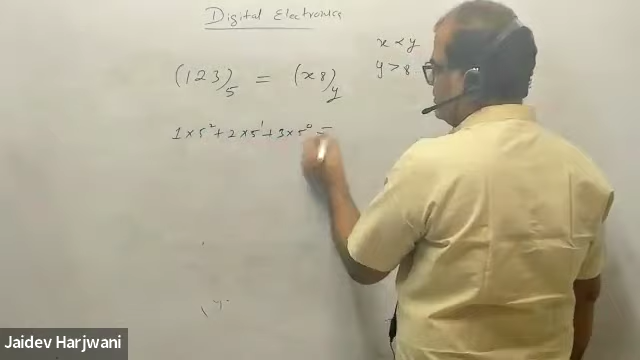 Digital Electronics
x < y
(123)₅ = (x8)y
y > 8
1 × 5² + 2 × 5¹ + 3 × 5⁰ =
Jaidev Harjwani